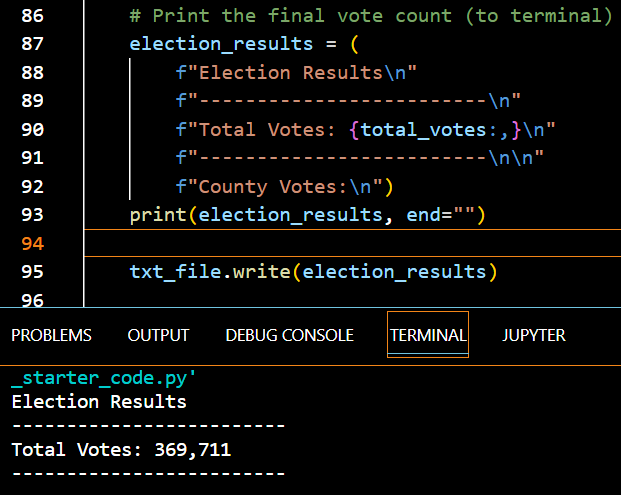 86 # Print the final vote count (to terminal)
87 election_results = (
88 f"Election Results\n"
89 f"-------------------------\n"
90 f"Total Votes: {total_votes:,}\n"
91 f"-------------------------\n\n"
92 f"County Votes:\n")
93 print(election_results, end="")
94
95 txt_file.write(election_results)
96
PROBLEMS OUTPUT DEBUG CONSOLE TERMINAL JUPYTER
_starter_code.py'
Election Results
-------------------------
Total Votes: 369,711
-------------------------